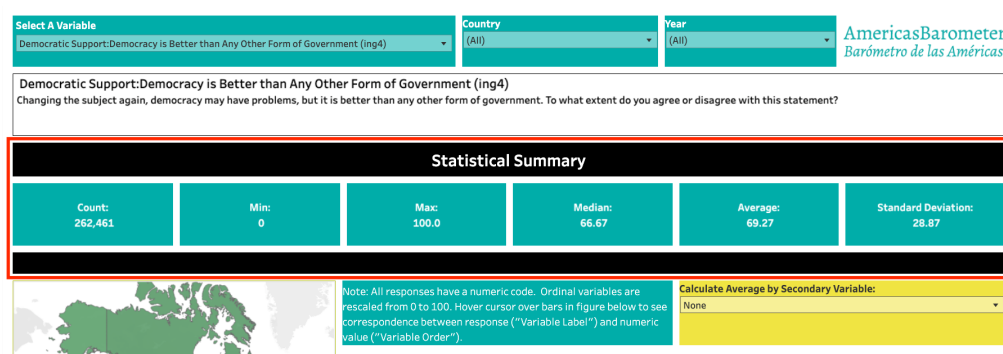 Select A Variable
Democratic Support:Democracy is Better than Any Other Form of Government (ing4)
Country
(All)
Year
(All)
AmericasBarometer
Barómetro de las Américas
Democratic Support:Democracy is Better than Any Other Form of Government (ing4)
Changing the subject again, democracy may have problems, but it is better than any other form of government. To what extent do you agree or disagree with this statement?
Statistical Summary
Count:
262,461
Min:
0
Max:
100.0
Median:
66.67
Average:
69.27
Standard Deviation:
28.87
Note: All responses have a numeric code. Ordinal variables are
rescaled from 0 to 100. Hover cursor over bars in figure below to see
correspondence between response ("Variable Label") and numeric
value ("Variable Order").
Calculate Average by Secondary Variable:
None